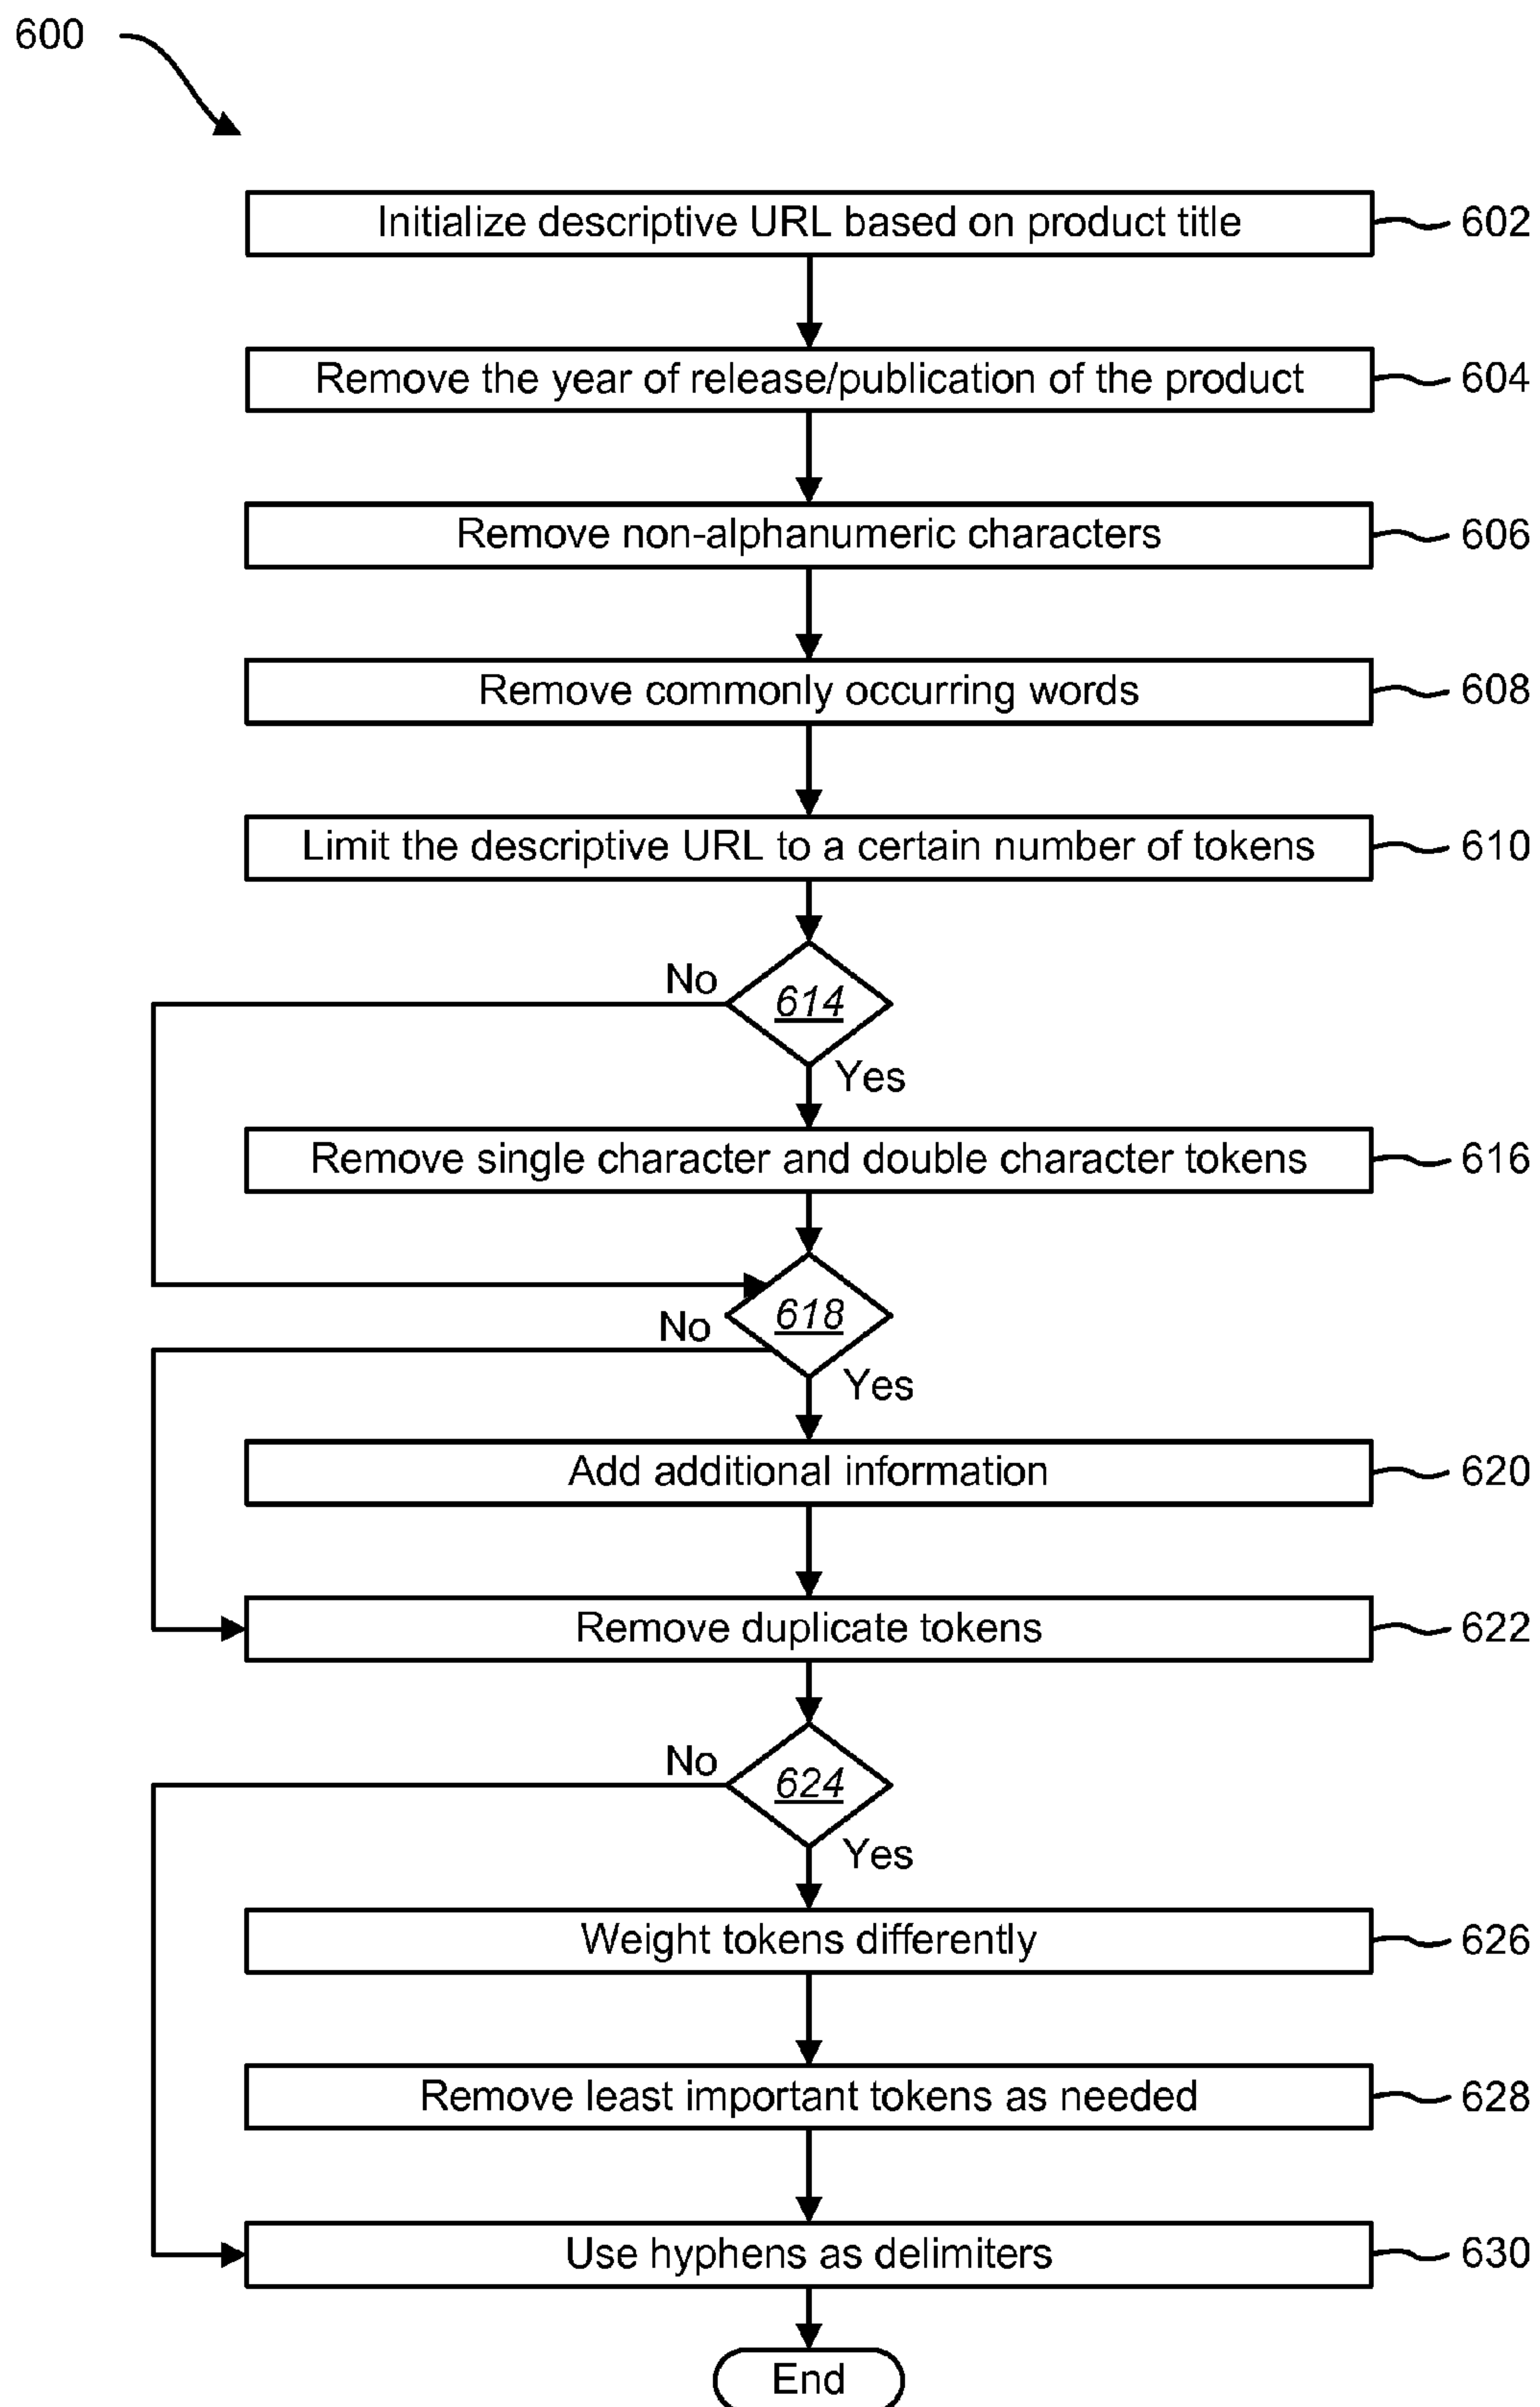 600
Initialize descriptive URL based on product title
602
Remove the year of release/publication of the product
604
Remove non-alphanumeric characters
606
Remove commonly occurring words
608
Limit the descriptive URL to a certain number of tokens
610
No
614
Yes
Remove single character and double character tokens
616
618
No
Yes
Add additional information
620
Remove duplicate tokens
622
No
624
Yes
Weight tokens differently
626
Remove least important tokens as needed
628
Use hyphens as delimiters
630
End